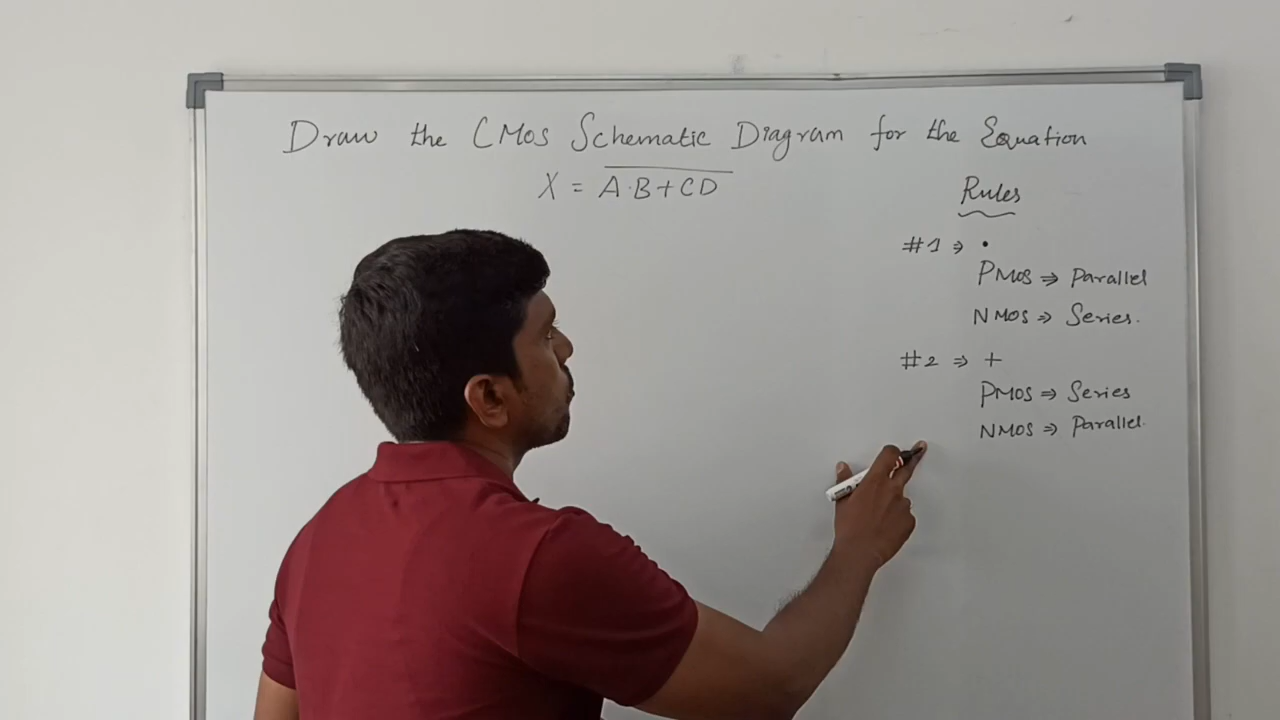 Draw the CMOS Schematic Diagram for the Equation
X = \overline{A·B+CD}
Rules
#1 ⇒ •
PMOS ⇒ Parallel
NMOS ⇒ Series.
#2 ⇒ +
PMOS ⇒ Series
NMOS ⇒ Parallel.